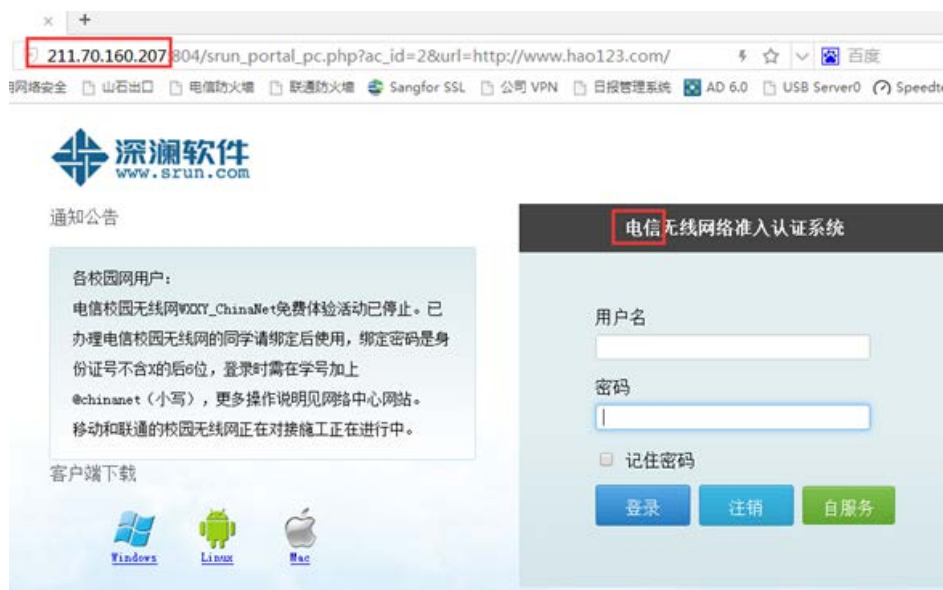 211.70.160.207:804/srun_portal_pc.php?ac_id=2&url=http://www.hao123.com/ 百度
网络安全 山石出口 电信防火墙 联通防火墙 Sangfor SSL 公司 VPN 日报管理系统 AD 6.0 USB Server0 Speedte
深澜软件
www.srun.com
通知公告
电信无线网络准入认证系统
各校园网用户:
电信校园无线网WXXY_ChinaNet免费体验活动已停止。已
办理电信校园无线网的同学请绑定后使用,绑定密码是身
份证号不含X的后6位,登录时需在学号加上
@chinanet(小写),更多操作说明见网络中心网站。
移动和联通的校园无线网正在对接施工正在进行中。
用户名
密码
记住密码
登录 注销 自服务
客户端下载
Windows Linux Mac